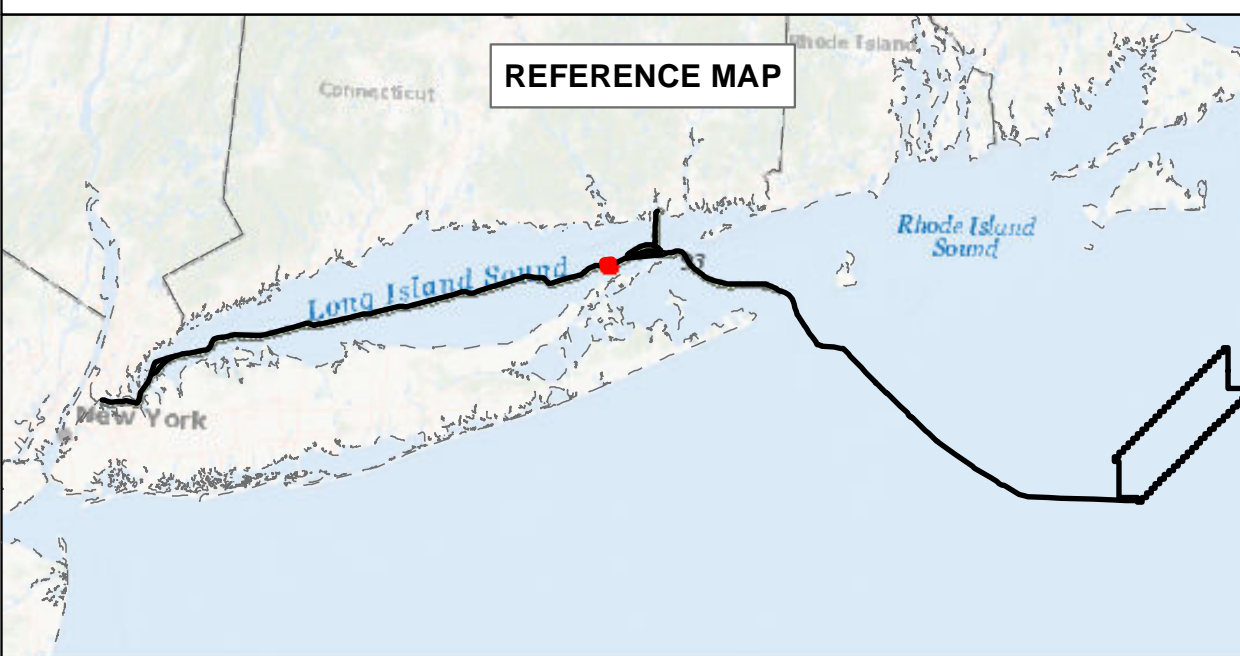 Rhode Island
REFERENCE MAP
Connecticut
Rhode Island
Sound
Long Island Sound
New York